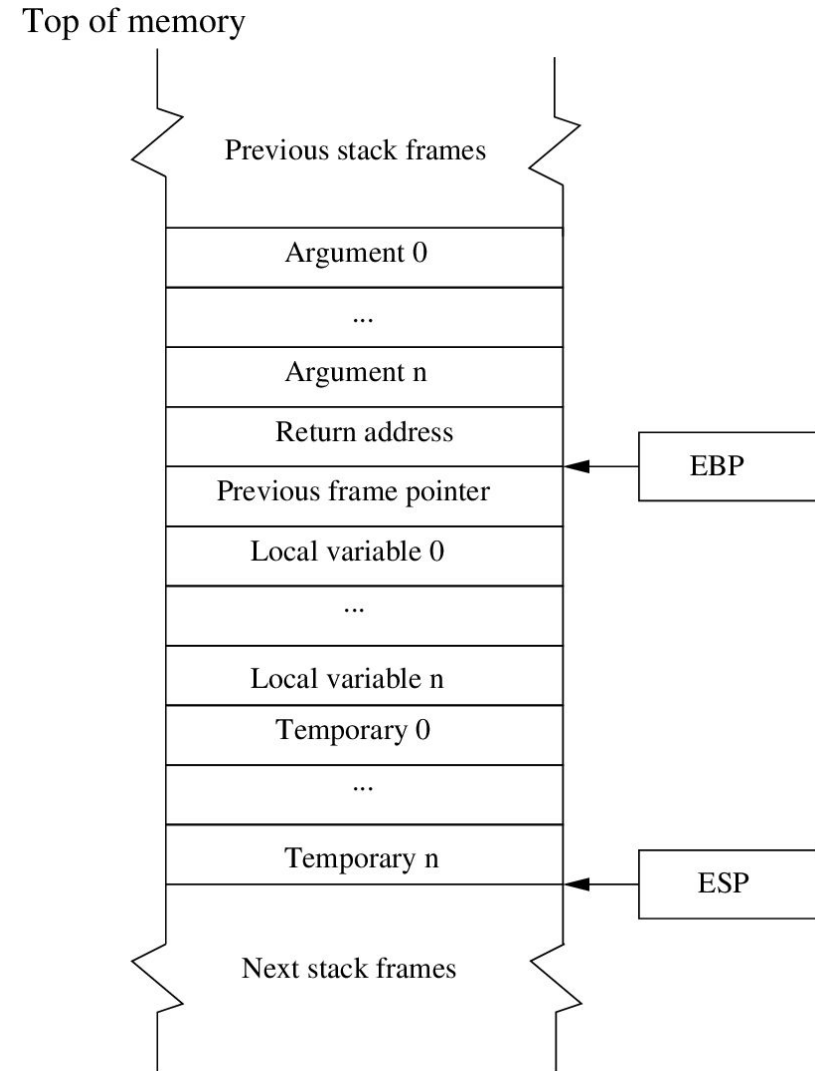 Top of memory
Previous stack frames
Argument 0
...
Argument n
Return address
EBP
Previous frame pointer
Local variable 0
...
Local variable n
Temporary 0
...
Temporary n
ESP
Next stack frames